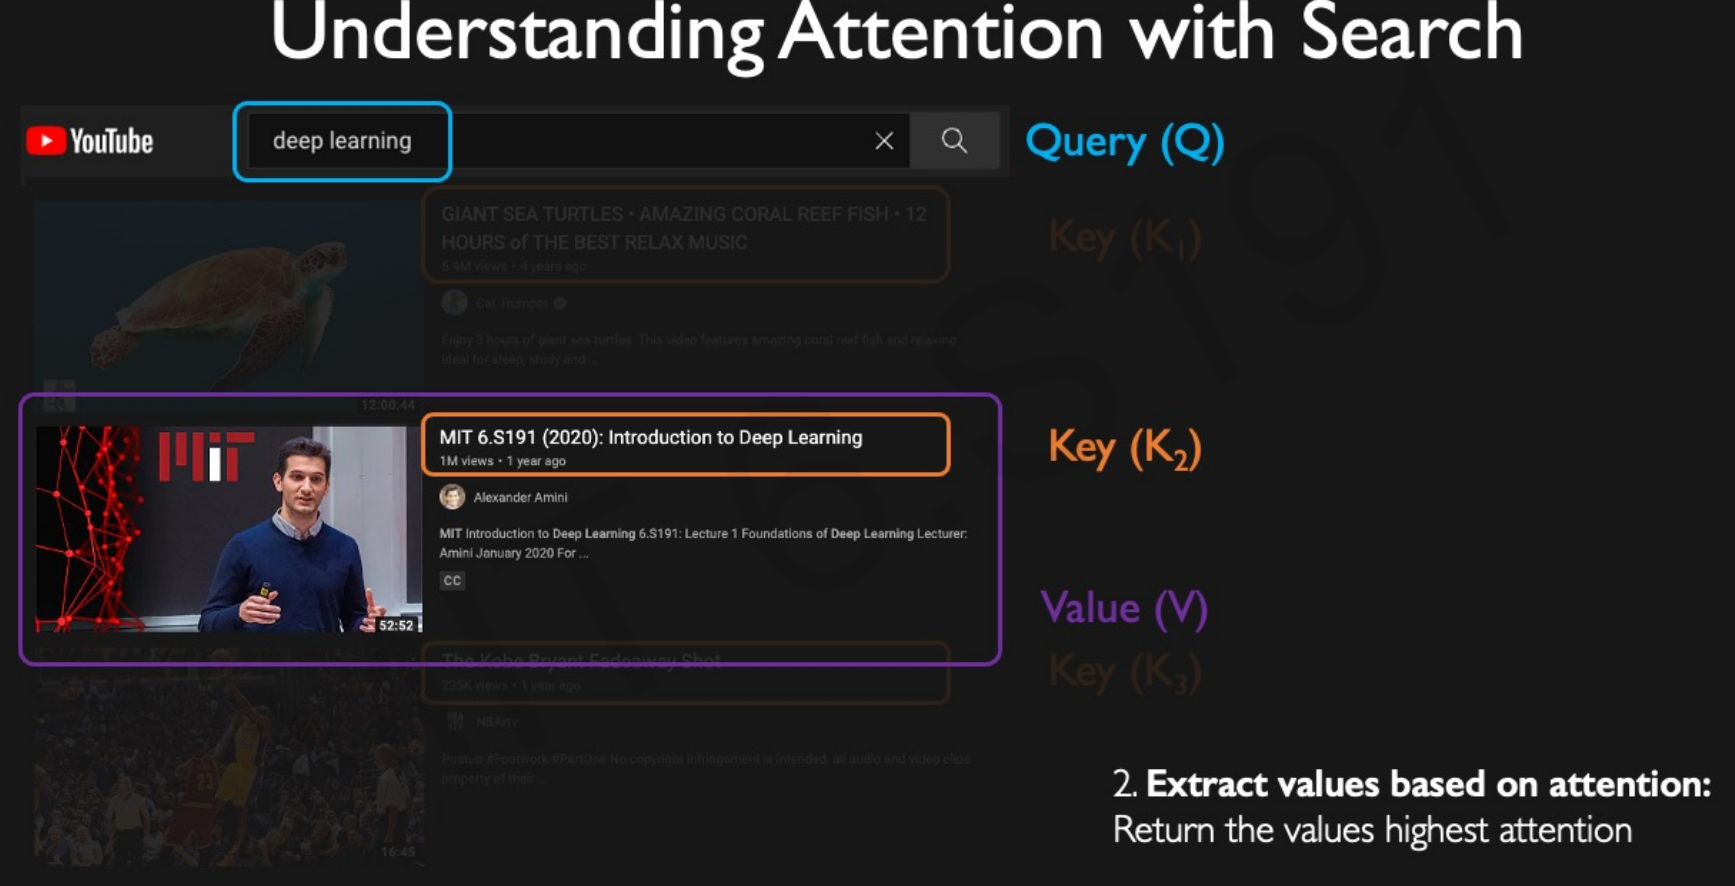 Understanding Attention with Search
YouTube
deep learning
Query (Q)
GIANT SEA TURTLES • AMAZING CORAL REEF FISH • 12
HOURS of THE BEST RELAX MUSIC
5.4M views • 4 years ago
Key (K1)
Cat Trumpet
Enjoy 3 hours of giant sea turtles. This video features amazing coral reef fish and relaxing
ideal for sleep, study and ...
12:00:44
MIT
MIT 6.S191 (2020): Introduction to Deep Learning
1M views • 1 year ago
Key (K2)
Alexander Amini
MIT Introduction to Deep Learning 6.S191: Lecture 1 Foundations of Deep Learning Lecturer:
Amini January 2020 For ...
CC
52:52
Value (V)
The Kobe Bryant Fadeaway Shot
235K views • 1 year ago
Key (K3)
Postup #Footwork #PartOne No copyright infringement is intended, all audio and video clips
property of their ...
23
16:45
2. Extract values based on attention:
Return the values highest attention